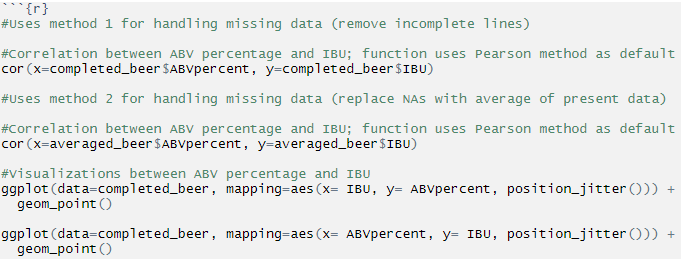 ```{r}
#Uses method 1 for handling missing data (remove incomplete lines)
#Correlation between ABV percentage and IBU; function uses Pearson method as default
cor(x=completed_beer$ABVpercent, y=completed_beer$IBU)
#Uses method 2 for handling missing data (replace NAs with average of present data)
#Correlation between ABV percentage and IBU; function uses Pearson method as default
cor(x=averaged_beer$ABVpercent, y=averaged_beer$IBU)
#Visualizations between ABV percentage and IBU
ggplot(data=completed_beer, mapping=aes(x= IBU, y= ABVpercent, position_jitter())) +
  geom_point()
ggplot(data=completed_beer, mapping=aes(x= ABVpercent, y= IBU, position_jitter())) +
  geom_point()